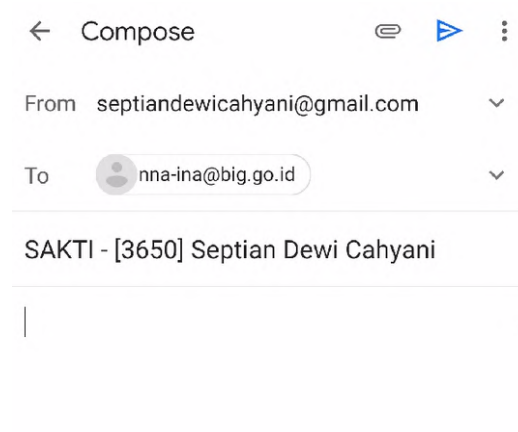 Compose
From septiandewicahyani@gmail.com
To nna-ina@big.go.id
SAKTI - [3650] Septian Dewi Cahyani